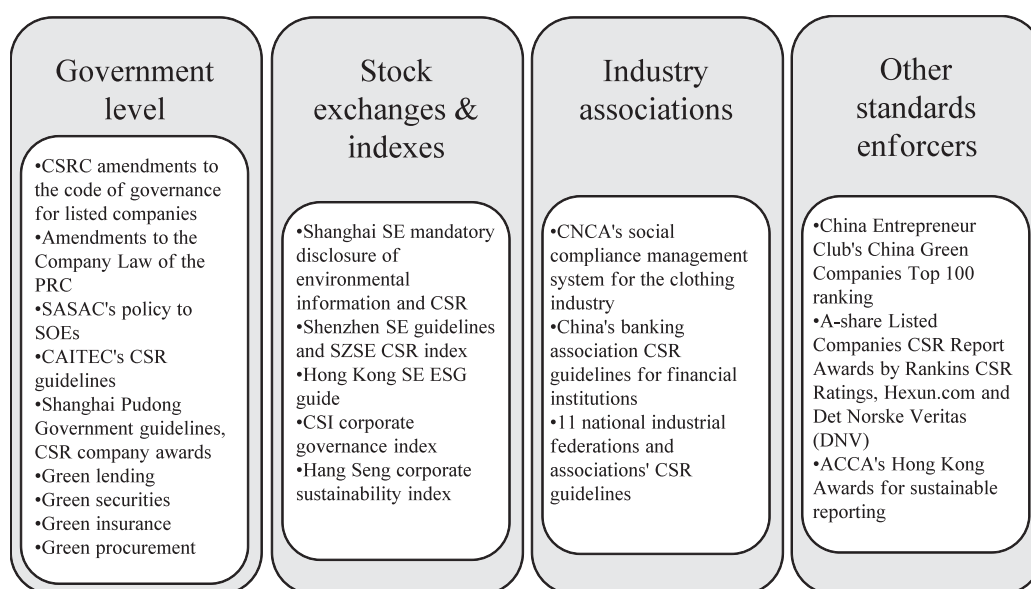 Government
level
•CSRC amendments to
the code of governance
for listed companies
•Amendments to the
Company Law of the
PRC
•SASAC's policy to
SOEs
•CAITEC's CSR
guidelines
•Shanghai Pudong
Government guidelines,
CSR company awards
•Green lending
•Green securities
•Green insurance
•Green procurement
Stock
exchanges &
indexes
•Shanghai SE mandatory
disclosure of
environmental
information and CSR
•Shenzhen SE guidelines
and SZSE CSR index
•Hong Kong SE ESG
guide
•CSI corporate
governance index
•Hang Seng corporate
sustainability index
Industry
associations
•CNCA's social
compliance management
system for the clothing
industry
•China's banking
association CSR
guidelines for financial
institutions
•11 national industrial
federations and
associations' CSR
guidelines
Other
standards
enforcers
•China Entrepreneur
Club's China Green
Companies Top 100
ranking
•A-share Listed
Companies CSR Report
Awards by Rankins CSR
Ratings, Hexun.com and
Det Norske Veritas
(DNV)
•ACCA's Hong Kong
Awards for sustainable
reporting